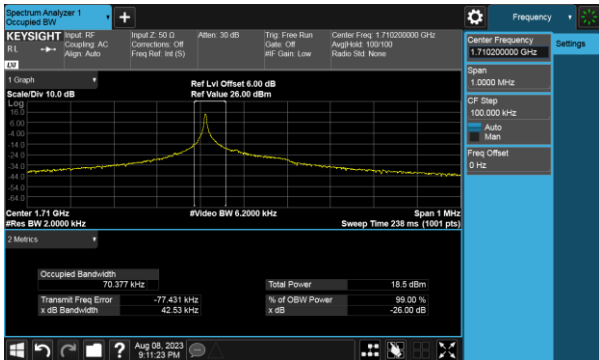 Spectrum Analyzer 1
Occupied BW
+
Frequency
KEYSIGHT
Input: RF
Input Z: 50 Ω
Atten: 30 dB
Trig: Free Run
Center Freq: 1.710200000 GHz
R L
Coupling: AC
Corrections: Off
Gate: Off
Avg|Hold: 100/100
Align: Auto
Freq Ref: Int (S)
#IF Gain: Low
Radio Std: None
LXI
Center Frequency
1.710200000 GHz
Settings
Span
1.0000 MHz
CF Step
100.000 kHz
Auto
Man
Freq Offset
0 Hz
1 Graph
Ref Lvl Offset 6.00 dB
Scale/Div 10.0 dB
Ref Value 26.00 dBm
Log
16.0
6.00
-4.00
-14.0
-24.0
-34.0
-44.0
-54.0
-64.0
Center 1.71 GHz
#Video BW 6.2000 kHz
Span 1 MHz
#Res BW 2.0000 kHz
Sweep Time 238 ms (1001 pts)
2 Metrics
Occupied Bandwidth
70.377 kHz
Total Power
18.5 dBm
Transmit Freq Error
-77.431 kHz
% of OBW Power
99.00 %
x dB Bandwidth
42.53 kHz
x dB
-26.00 dB
?
Aug 08, 2023
9:11:23 PM